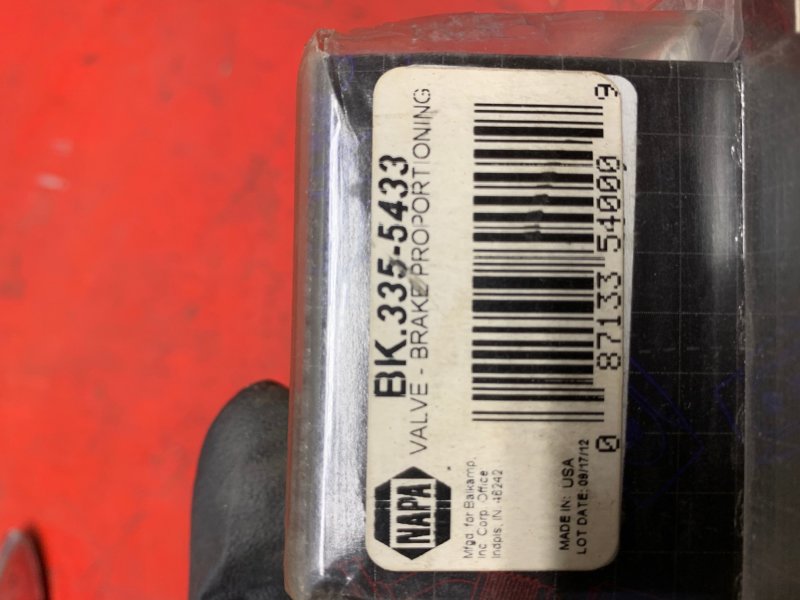 NAPA
BK.335-5433
VALVE - BRAKE PROPORTIONING
Mfgd. for Balkamp,
Inc. Corp. Office
Indpls, IN. 46242
MADE IN: USA
LOT DATE: 09/17/12
0 87133 54000 9